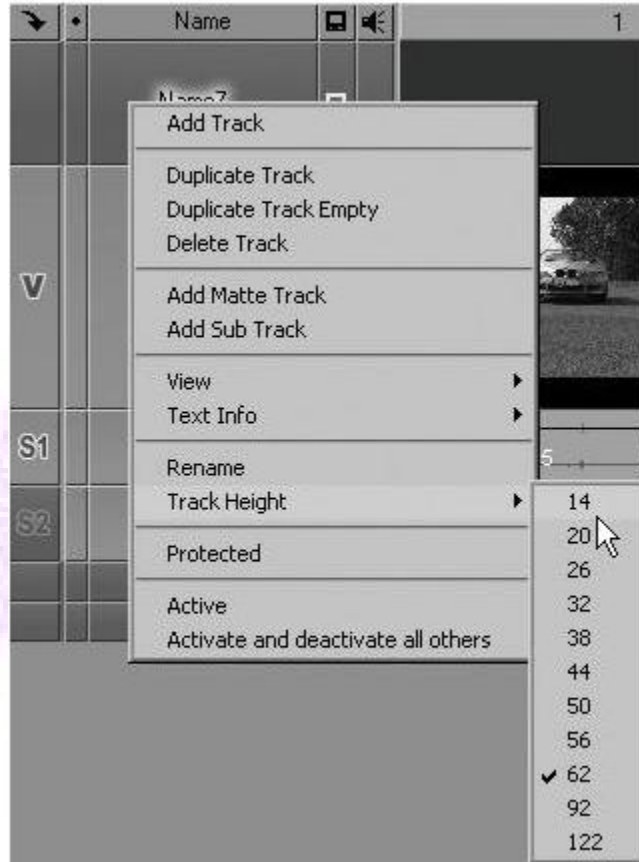 Name
1
Name7
Add Track
Duplicate Track
Duplicate Track Empty
Delete Track
V
Add Matte Track
Add Sub Track
View
Text Info
S1
5
Rename
Track Height
14
S2
20
Protected
26
32
Active
38
Activate and deactivate all others
44
50
56
62
92
122